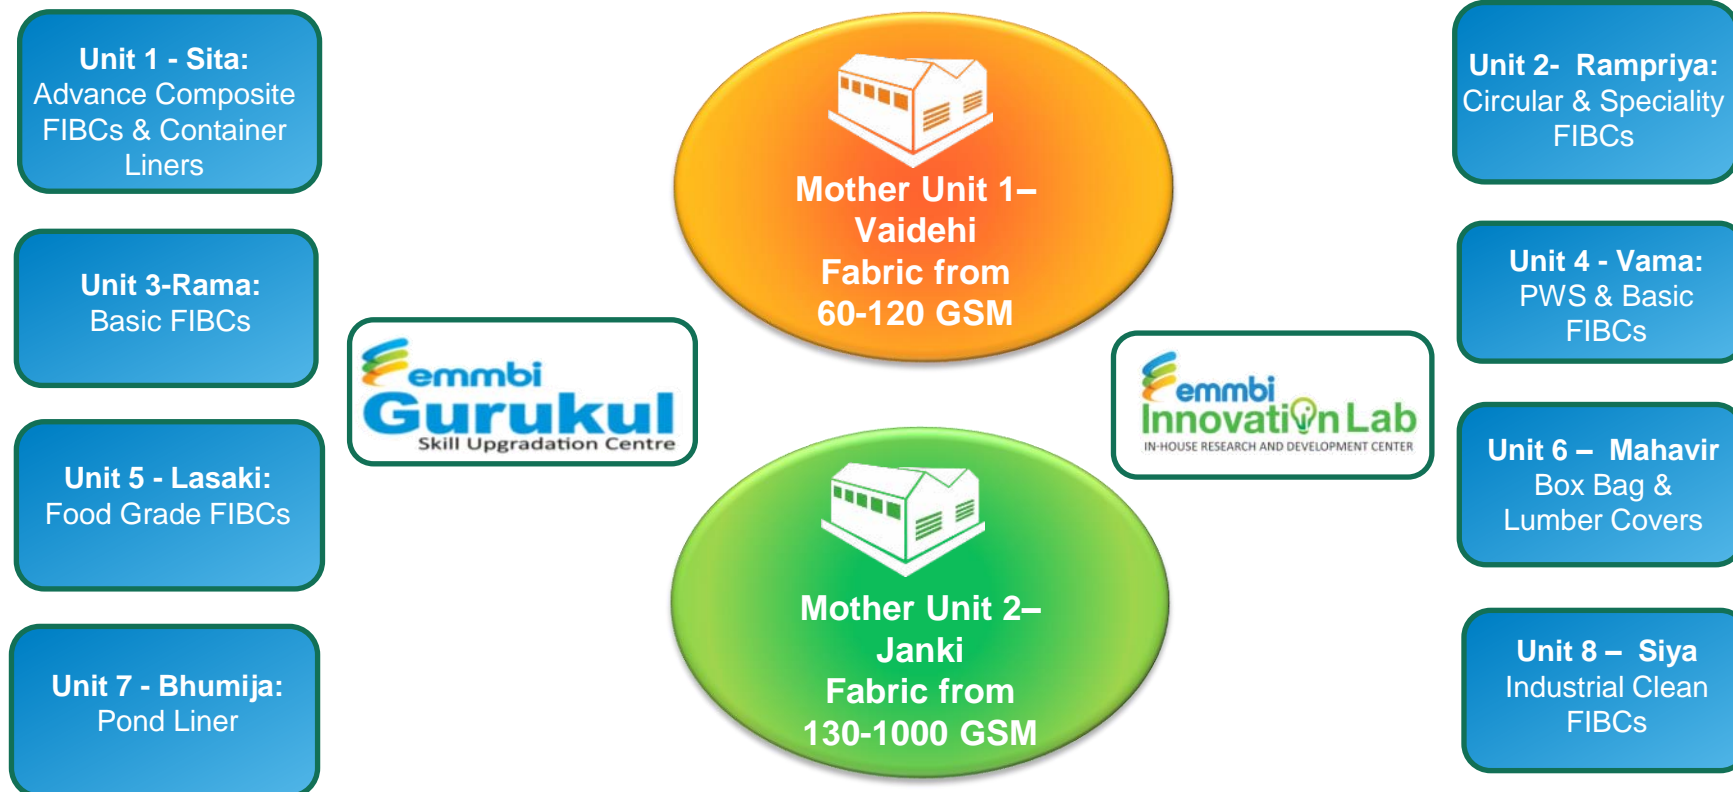 Unit 1 - Sita:
Advance Composite
FIBCs & Container
Liners
Unit 3-Rama:
Basic FIBCs
Unit 5 - Lasaki:
Food Grade FIBCs
Unit 7 - Bhumija:
Pond Liner
emmbi
Gurukul
Skill Upgradation Centre
Mother Unit 1–
Vaidehi
Fabric from
60-120 GSM
Mother Unit 2–
Janki
Fabric from
130-1000 GSM
emmbi
Innovation Lab
IN-HOUSE RESEARCH AND DEVELOPMENT CENTER
Unit 2- Rampriya:
Circular & Speciality
FIBCs
Unit 4 - Vama:
PWS & Basic
FIBCs
Unit 6 – Mahavir
Box Bag &
Lumber Covers
Unit 8 – Siya
Industrial Clean
FIBCs